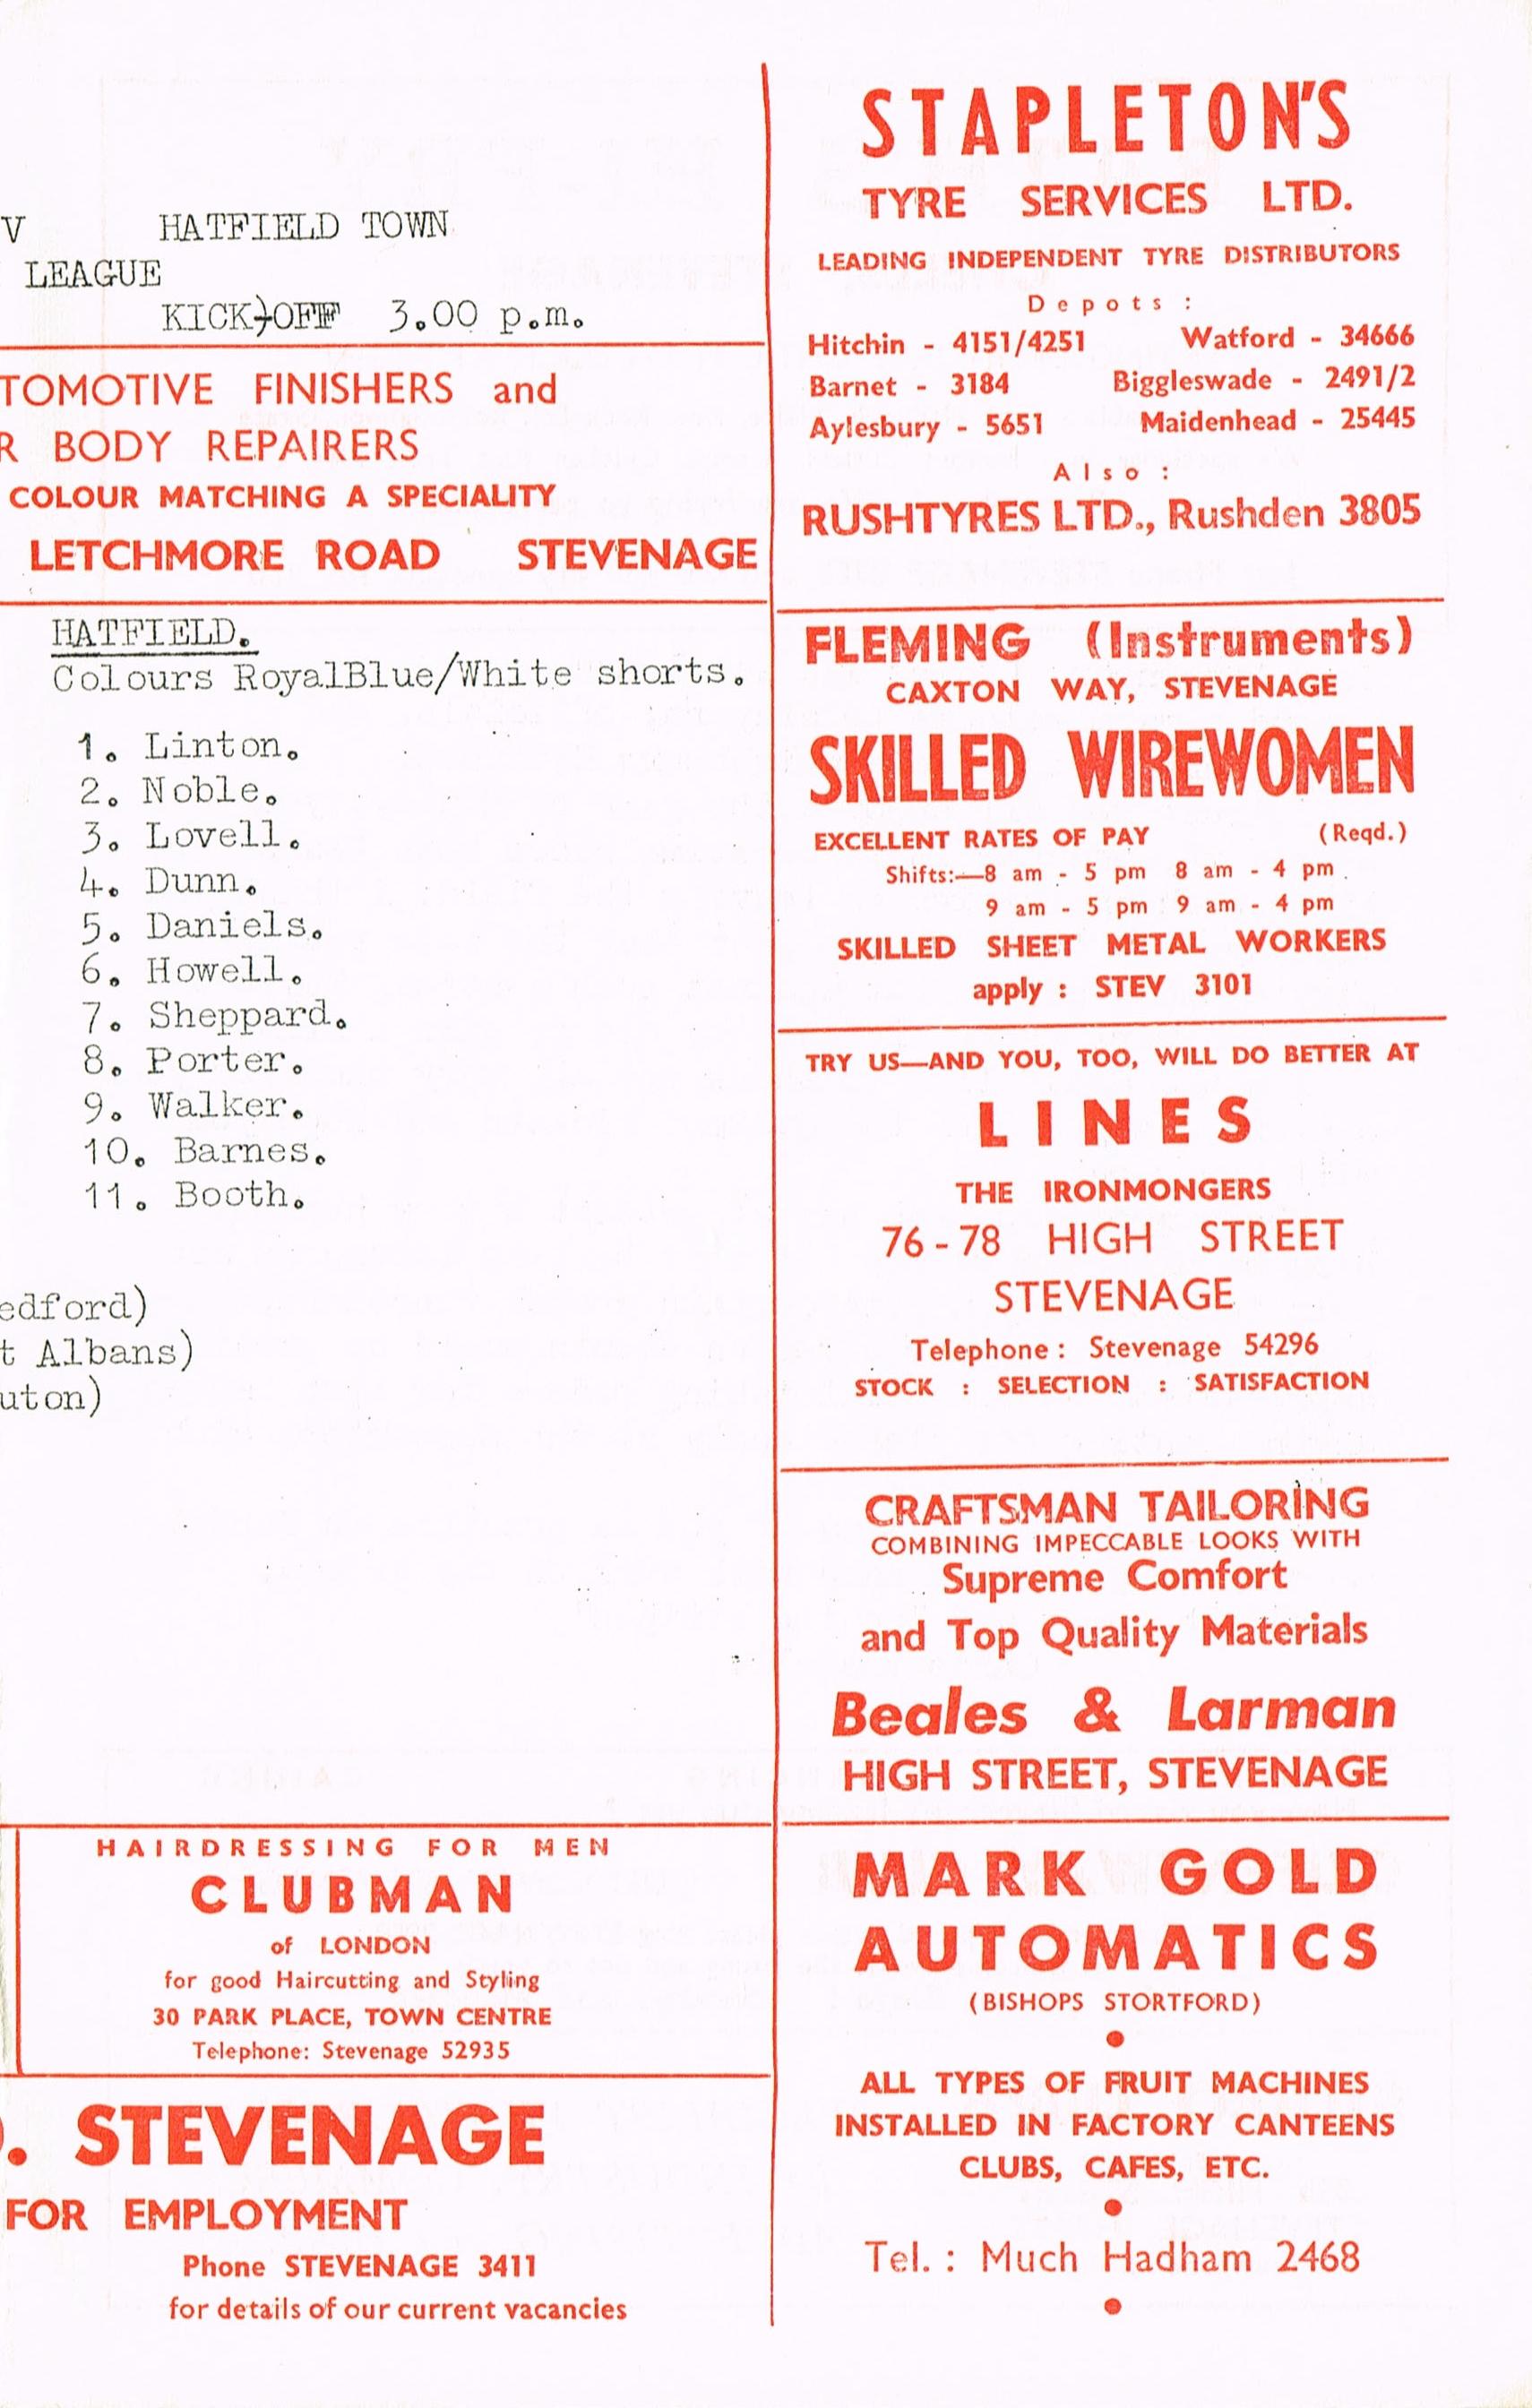 V HATFIELD TOWN
LEAGUE
KICK-OFF 3.00 p.m.
TOMOTIVE FINISHERS and
R BODY REPAIRERS
COLOUR MATCHING A SPECIALITY
LETCHMORE ROAD STEVENAGE
HATFIELD.
Colours RoyalBlue/White shorts.
1. Linton.
2. Noble.
3. Lovell.
4. Dunn.
5. Daniels.
6. Howell.
7. Sheppard.
8. Porter.
9. Walker.
10. Barnes.
11. Booth.
edford)
t Albans)
uton)
HAIRDRESSING FOR MEN
CLUBMAN
of LONDON
for good Haircutting and Styling
30 PARK PLACE, TOWN CENTRE
Telephone: Stevenage 52935
. STEVENAGE
FOR EMPLOYMENT
Phone STEVENAGE 3411
for details of our current vacancies
STAPLETON'S
TYRE SERVICES LTD.
LEADING INDEPENDENT TYRE DISTRIBUTORS
Depots :
Hitchin - 4151/4251 Watford - 34666
Barnet - 3184 Biggleswade - 2491/2
Aylesbury - 5651 Maidenhead - 25445
Also :
RUSHTYRES LTD., Rushden 3805
FLEMING (Instruments)
CAXTON WAY, STEVENAGE
SKILLED WIREWOMEN
EXCELLENT RATES OF PAY (Reqd.)
Shifts:—8 am - 5 pm 8 am - 4 pm
9 am - 5 pm 9 am - 4 pm
SKILLED SHEET METAL WORKERS
apply : STEV 3101
TRY US—AND YOU, TOO, WILL DO BETTER AT
LINES
THE IRONMONGERS
76-78 HIGH STREET
STEVENAGE
Telephone : Stevenage 54296
STOCK : SELECTION : SATISFACTION
CRAFTSMAN TAILORING
COMBINING IMPECCABLE LOOKS WITH
Supreme Comfort
and Top Quality Materials
Beales & Larman
HIGH STREET, STEVENAGE
MARK GOLD
AUTOMATICS
(BISHOPS STORTFORD)
ALL TYPES OF FRUIT MACHINES
INSTALLED IN FACTORY CANTEENS
CLUBS, CAFES, ETC.
Tel. : Much Hadham 2468